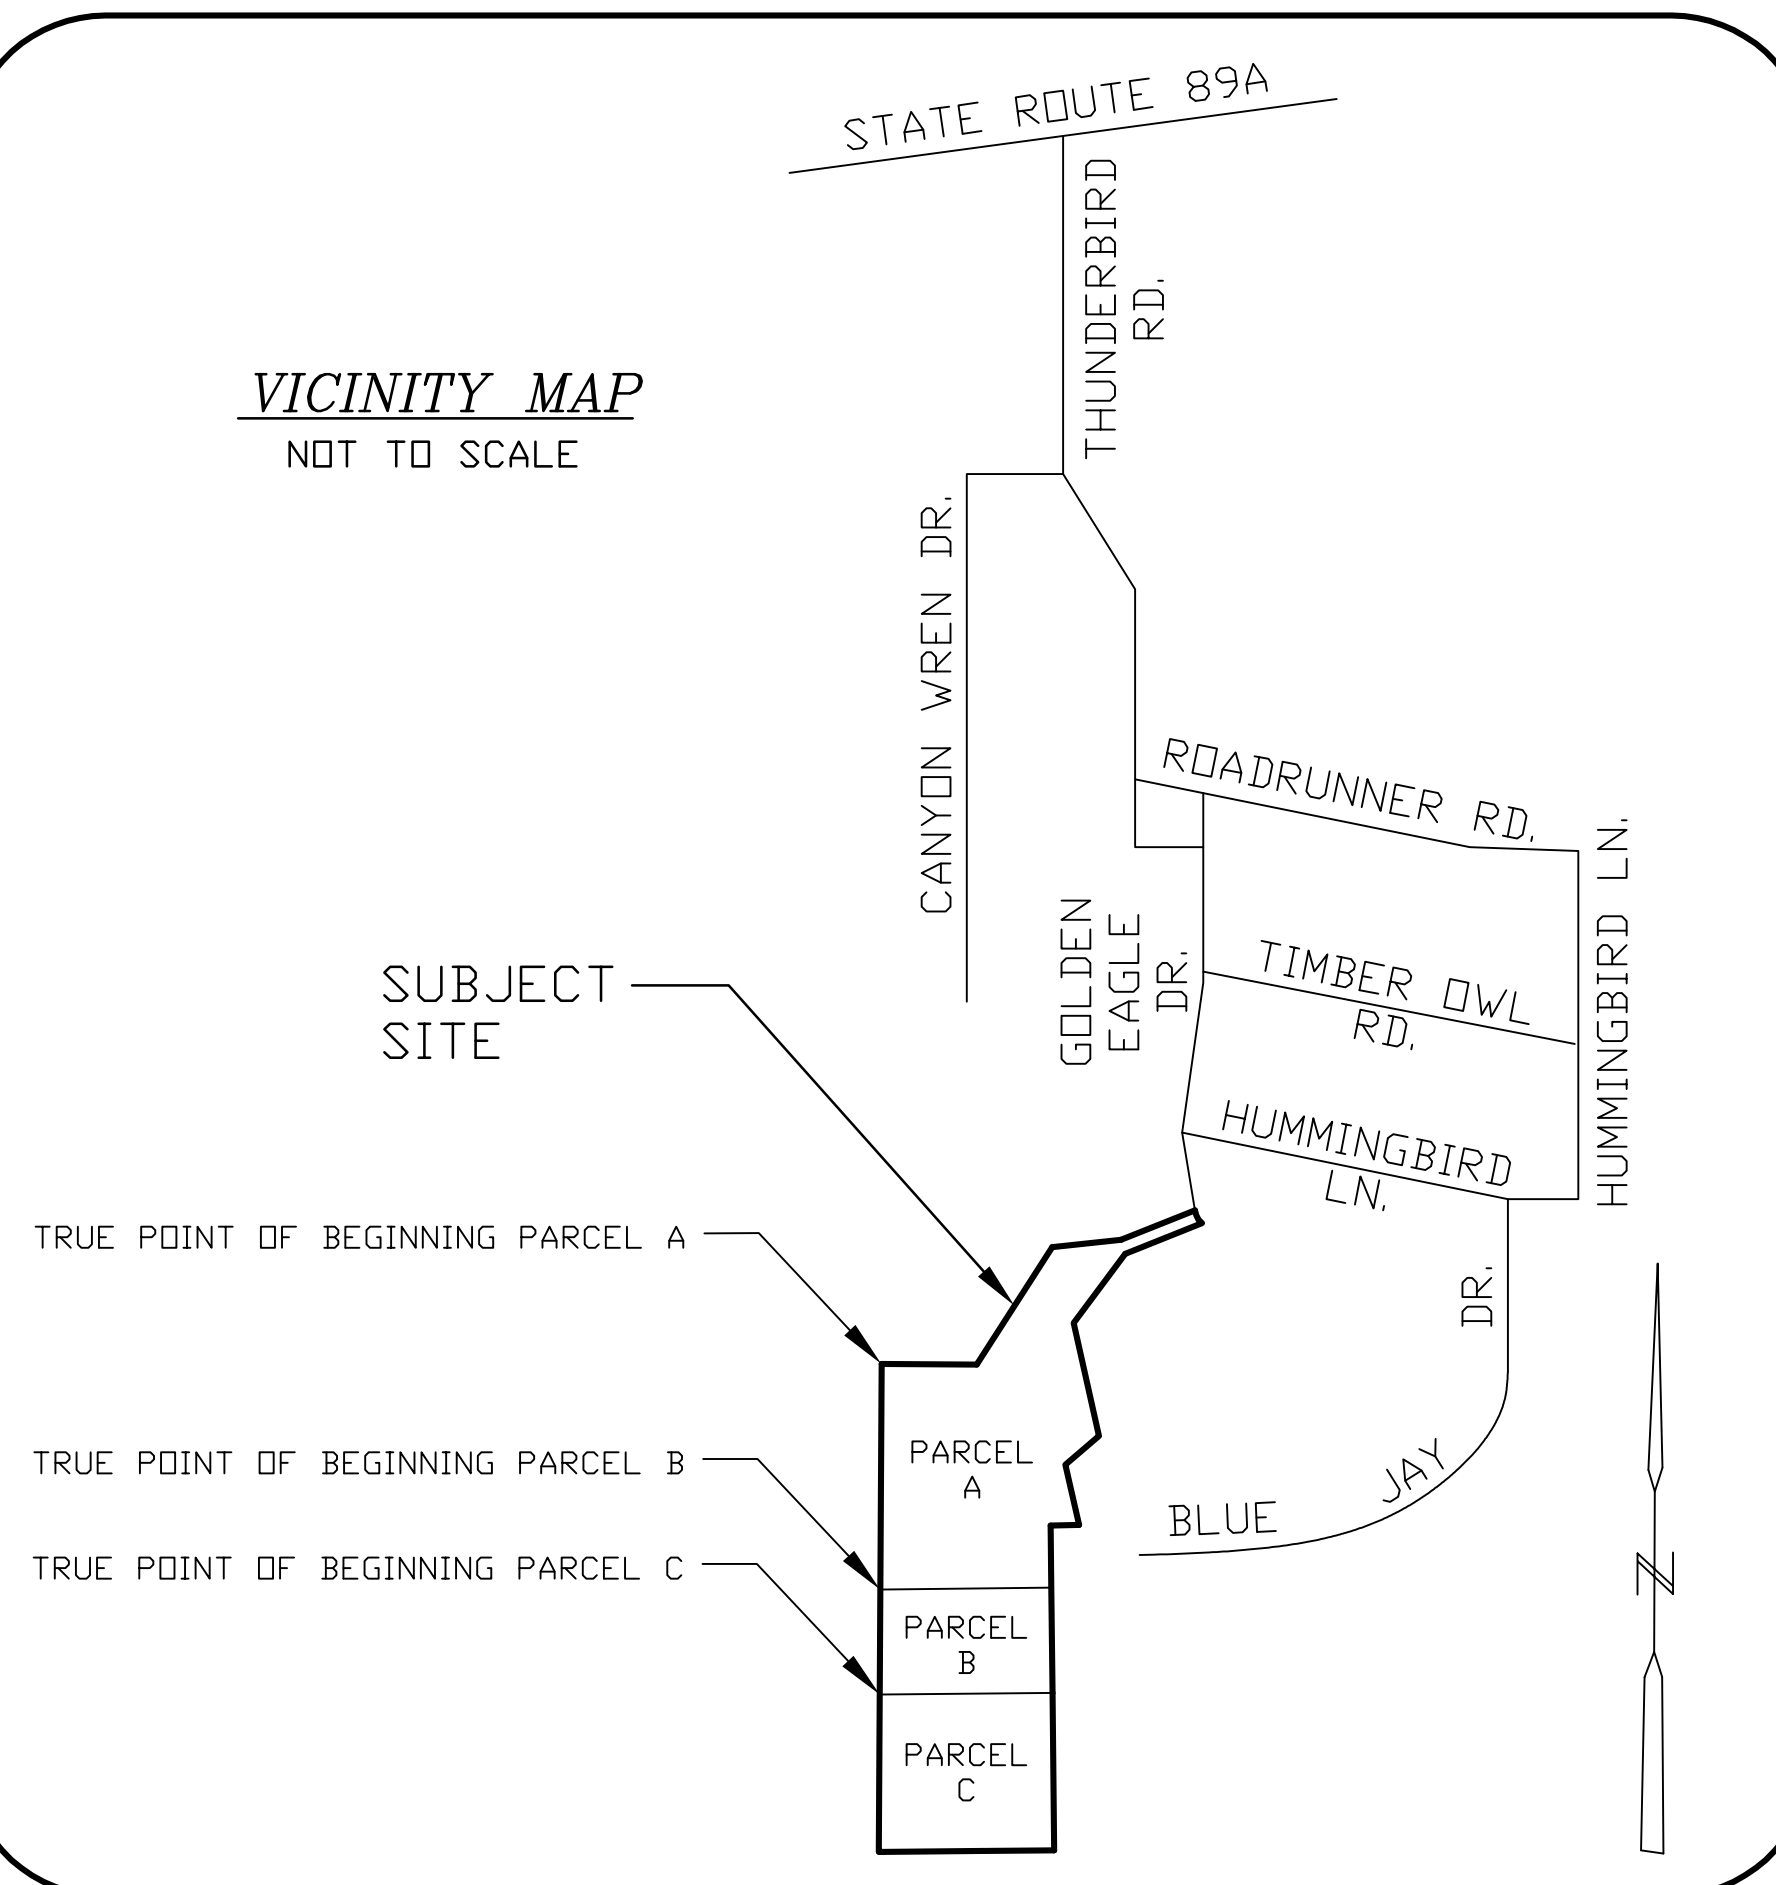 STATE ROUTE 89A
THUNDERBIRD
RD.
VICINITY MAP
NOT TO SCALE
CANYON WREN DR.
ROADRUNNER RD.
HUMMINGBIRD LN.
GOLDEN
EAGLE
DR.
TIMBER OWL
RD.
SUBJECT
SITE
HUMMINGBIRD
LN.
TRUE POINT OF BEGINNING PARCEL A
DR.
JAY
BLUE
PARCEL
A
TRUE POINT OF BEGINNING PARCEL B
TRUE POINT OF BEGINNING PARCEL C
PARCEL
B
PARCEL
C
N